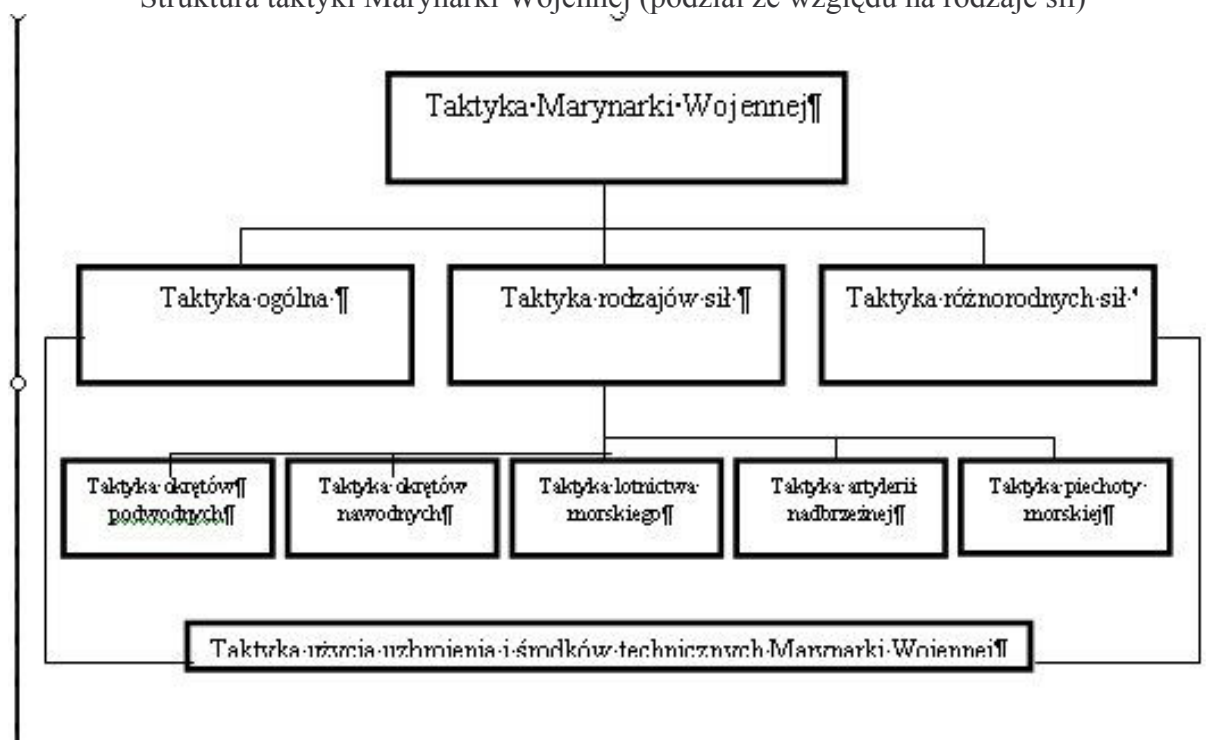 Struktura taktyki Marynarki Wojennej (podział ze względu na rodzaje sił)
Taktyka·Marynarki·Wojennej¶
Taktyka·ogólna·¶
Taktyka·rodzajów·sił·¶
Taktyka·różnorodnych·sił·
Taktyka·okrętów¶
podwodnych¶
Taktyka·okrętów·
nawodnych¶
Taktyka·lotnictwa·
morskiego¶
Taktyka·artylerii·
nadbrzeżnej¶
Taktyka·piechoty·
morskiej¶
Taktyka·użycia·uzbrojenia·i·środków·technicznych·Marynarki·Wojennej¶